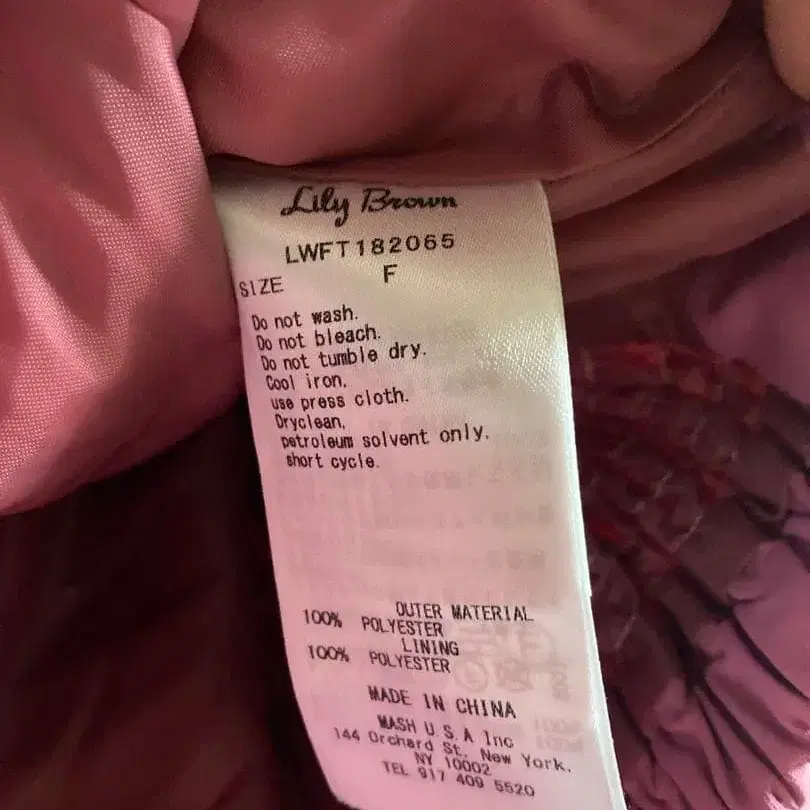 Lily Brown
LWFT182065
SIZE F
Do not wash.
Do not bleach.
Do not tumble dry.
Cool iron,
use press cloth.
Dryclean,
petroleum solvent only,
short cycle.
OUTER MATERIAL
100% POLYESTER
LINING
100% POLYESTER
MADE IN CHINA
MASH U.S.A Inc
144 Orchard St. New York.
NY 10002
TEL 917 409 5520